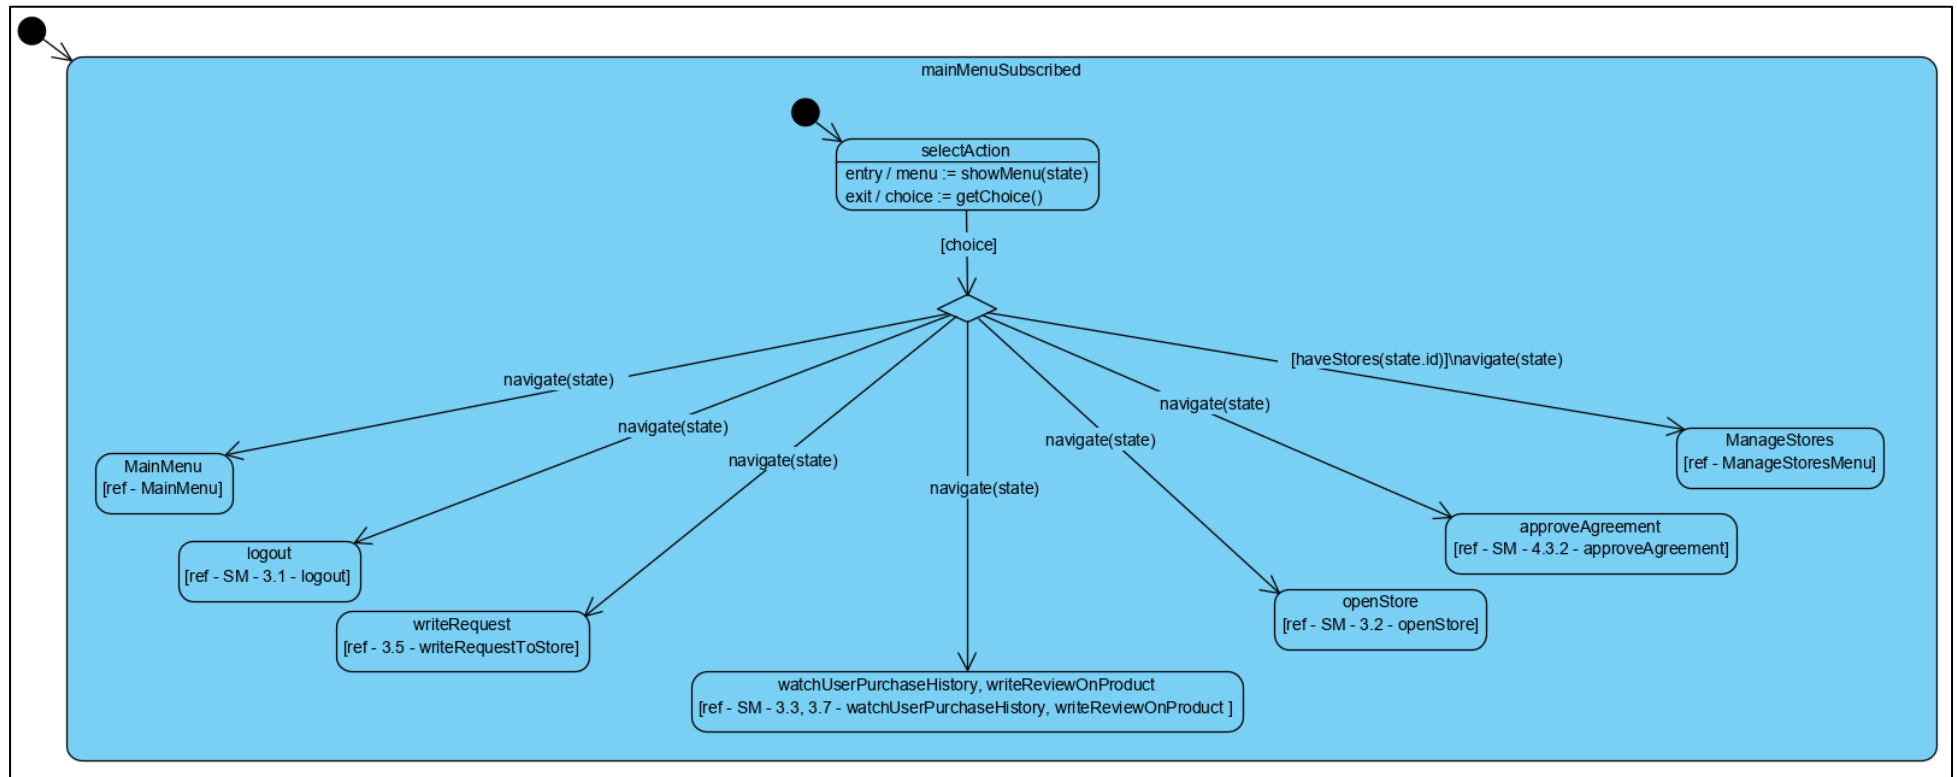 mainMenuSubscribed
selectAction
entry / menu := showMenu(state)
exit / choice := getChoice()
[choice]
[haveStores(state.id)]\navigate(state)
navigate(state)
navigate(state)
navigate(state)
navigate(state)
navigate(state)
navigate(state)
ManageStores
[ref - ManageStoresMenu]
MainMenu
[ref - MainMenu]
approveAgreement
[ref - SM - 4.3.2 - approveAgreement]
logout
[ref - SM - 3.1 - logout]
openStore
[ref - SM - 3.2 - openStore]
writeRequest
[ref - 3.5 - writeRequestToStore]
watchUserPurchaseHistory, writeReviewOnProduct
[ref - SM - 3.3, 3.7 - watchUserPurchaseHistory, writeReviewOnProduct ]